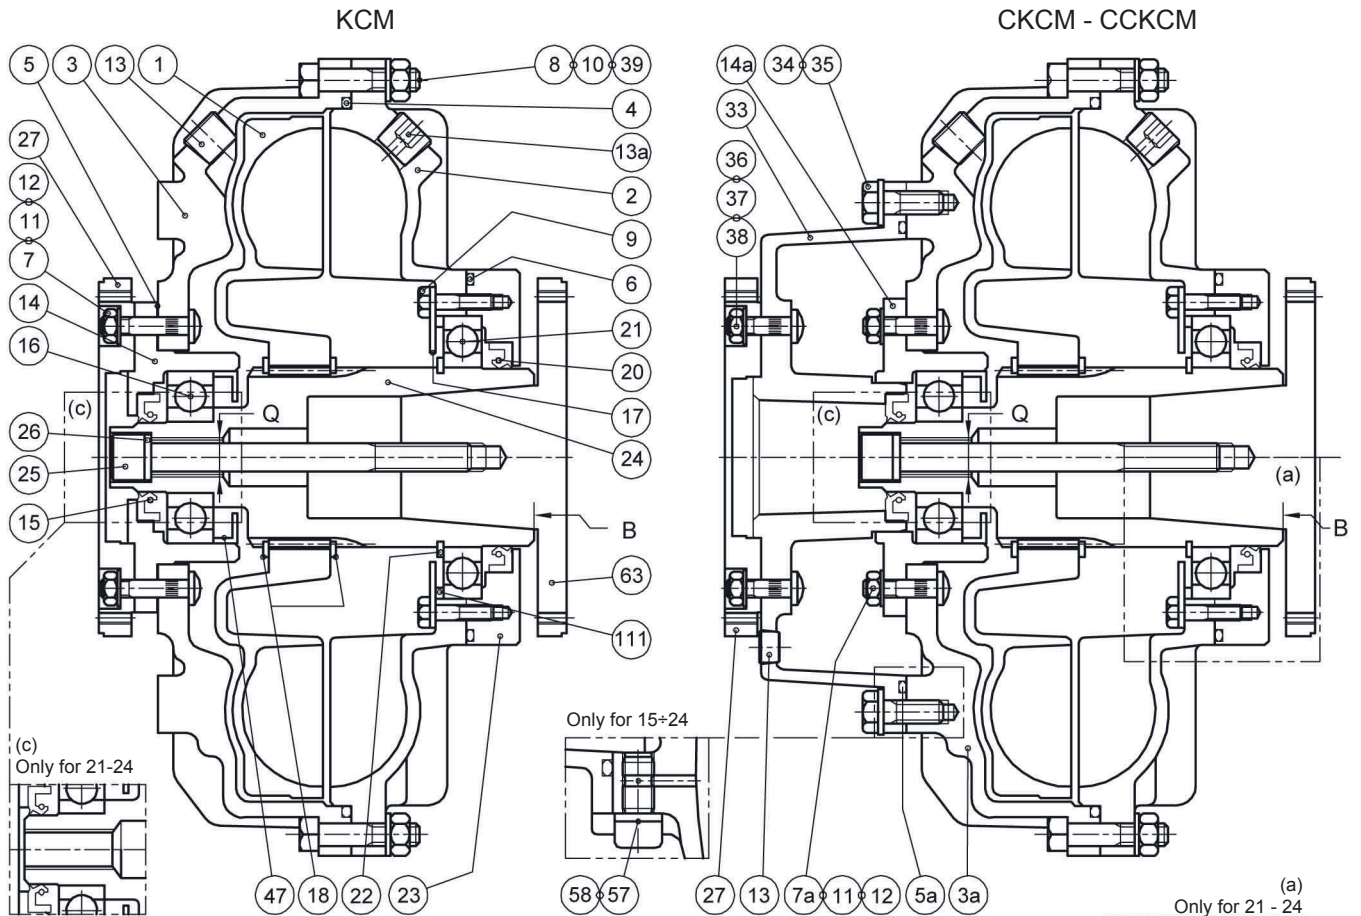 KCM
CKCM - CCKCM
5
3
13
1
8
10
39
4
13a
2
9
6
21
20
17
24
27
12
11
7
14
16
26
25
15
(c)
Q
B
63
111
(c)
Only for 21-24
47
18
22
23
14a
34
35
33
36
37
38
(c)
Q
(a)
B
Only for 15÷24
58
57
27
13
7a
11
12
5a
3a
(a)
Only for 21 - 24